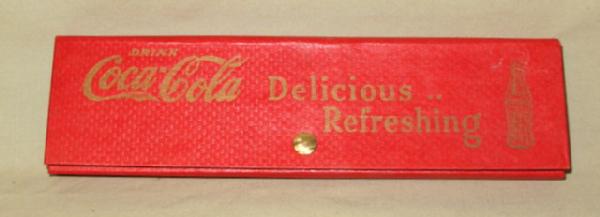 DRINK
Coca-Cola
Delicious ..
Refreshing